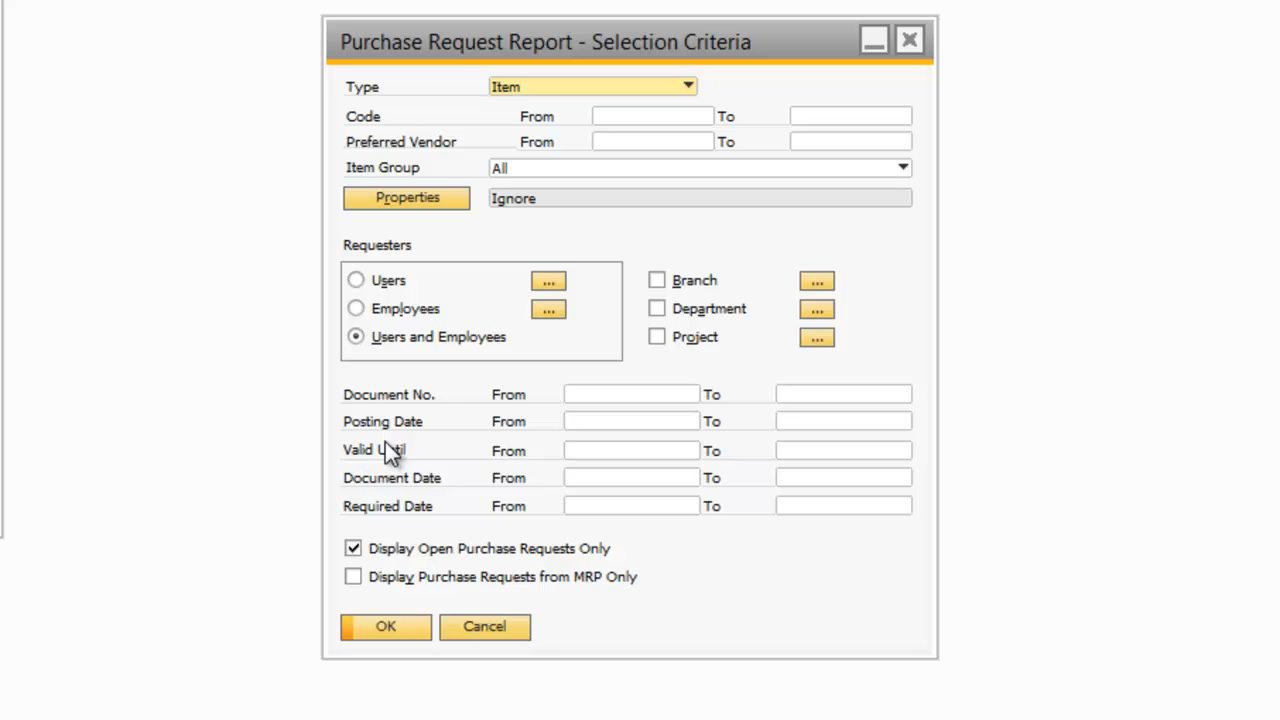 Purchase Request Report - Selection Criteria
Type Item
Code From To
Preferred Vendor From To
Item Group All
Properties Ignore
Requesters
Users ... Branch ...
Employees ... Department ...
Users and Employees Project ...
Document No. From To
Posting Date From To
Valid Until From To
Document Date From To
Required Date From To
Display Open Purchase Requests Only
Display Purchase Requests from MRP Only
OK Cancel